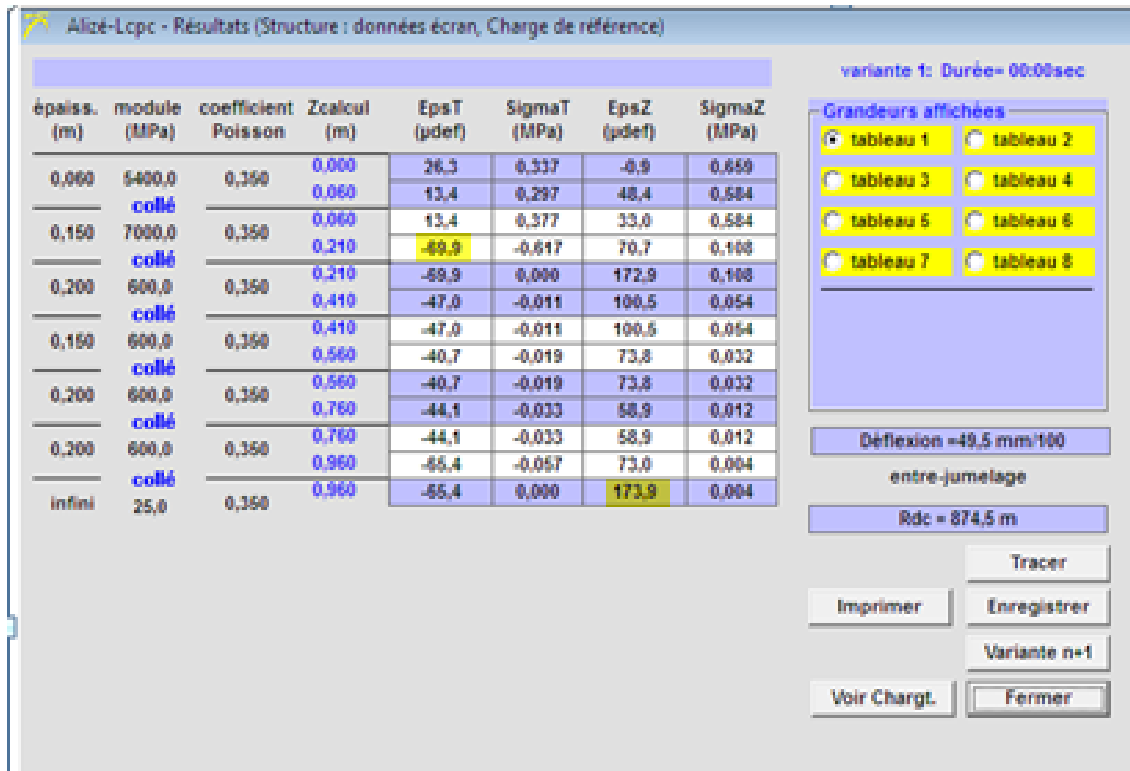 Alizé-Lcpc - Résultats (Structure : données écran, Charge de référence)
variante 1: Durée= 00:00sec
épaiss. module coefficient Zcalcul EpsT SigmaT EpsZ SigmaZ
(m) (MPa) Poisson (m) (µdef) (MPa) (µdef) (MPa)
0,000 26,3 0,337 -0,9 0,659
0,060 5400,0 0,350
0,060 13,4 0,297 48,4 0,584
collé
0,060 13,4 0,377 33,0 0,584
0,150 7000,0 0,350
0,210 -69,9 -0,617 70,7 0,108
collé
0,210 -69,9 0,000 172,9 0,108
0,200 600,0 0,350
0,410 -47,0 -0,011 100,5 0,054
collé
0,410 -47,0 -0,011 100,5 0,054
0,150 600,0 0,350
0,560 -40,7 -0,019 73,8 0,032
collé
0,560 -40,7 -0,019 73,8 0,032
0,200 600,0 0,350
0,760 -44,1 -0,033 58,9 0,012
collé
0,760 -44,1 -0,033 58,9 0,012
0,200 600,0 0,350
0,960 -65,4 -0,057 73,0 0,004
collé
0,960 -65,4 0,000 173,9 0,004
infini 25,0 0,350
Grandeurs affichées
tableau 1 tableau 2
tableau 3 tableau 4
tableau 5 tableau 6
tableau 7 tableau 8
Déflexion =49,5 mm/100
entre-jumelage
Rdc = 874,5 m
Tracer
Imprimer Enregistrer
Variante n+1
Voir Chargt. Fermer